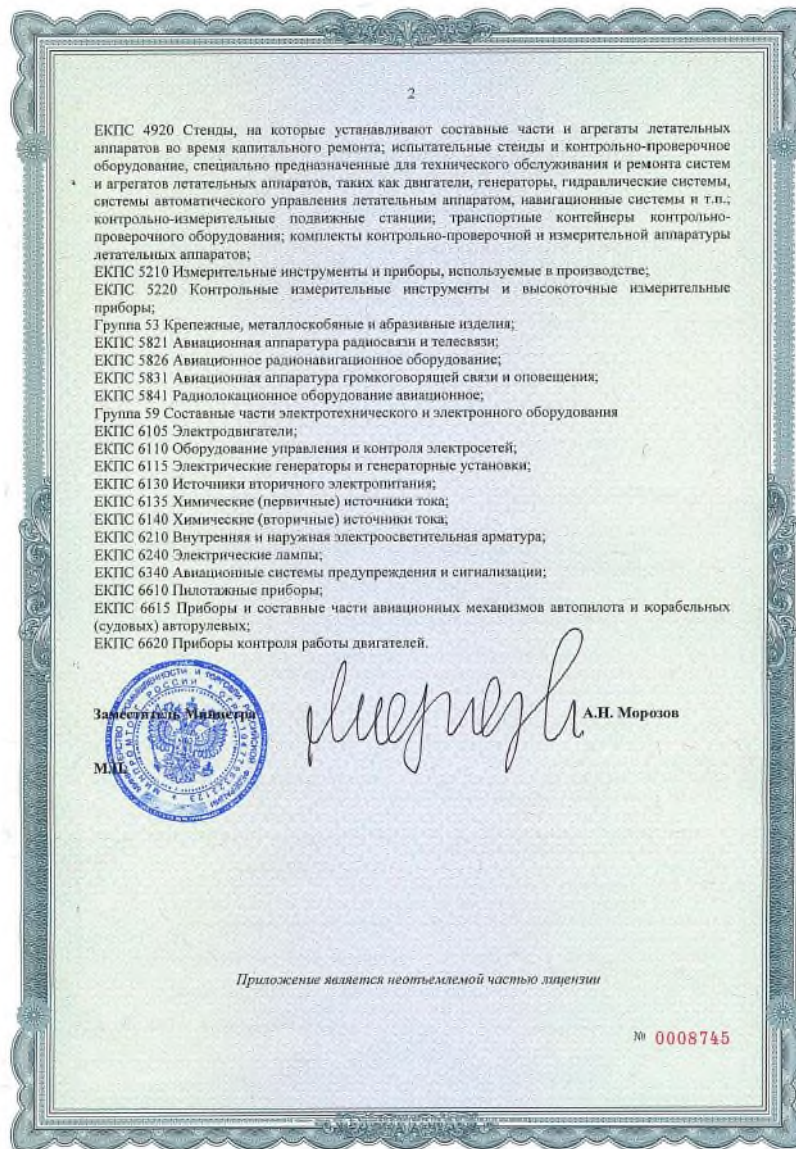 2
ЕКПС 4920 Стенды, на которые устанавливают составные части и агрегаты летательных
аппаратов во время капитального ремонта; испытательные стенды и контрольно-проверочное
оборудование, специально предназначенные для технического обслуживания и ремонта систем
и агрегатов летательных аппаратов, таких как двигатели, генераторы, гидравлические системы,
системы автоматического управления летательным аппаратом, навигационные системы и т.п.;
контрольно-измерительные подвижные станции; транспортные контейнеры контрольно-
проверочного оборудования; комплекты контрольно-проверочной и измерительной аппаратуры
летательных аппаратов;
ЕКПС 5210 Измерительные инструменты и приборы, используемые в производстве;
ЕКПС 5220 Контрольные измерительные инструменты и высокоточные измерительные
приборы;
Группа 53 Крепежные, металлоскобяные и абразивные изделия;
ЕКПС 5821 Авиационная аппаратура радиосвязи и телесвязи;
ЕКПС 5826 Авиационное радионавигационное оборудование;
ЕКПС 5831 Авиационная аппаратура громкоговорящей связи и оповещения;
ЕКПС 5841 Радиолокационное оборудование авиационное;
Группа 59 Составные части электротехнического и электронного оборудования
ЕКПС 6105 Электродвигатели;
ЕКПС 6110 Оборудование управления и контроля электросетей;
ЕКПС 6115 Электрические генераторы и генераторные установки;
ЕКПС 6130 Источники вторичного электропитания;
ЕКПС 6135 Химические (первичные) источники тока;
ЕКПС 6140 Химические (вторичные) источники тока;
ЕКПС 6210 Внутренняя и наружная электроосветительная арматура;
ЕКПС 6240 Электрические лампы;
ЕКПС 6340 Авиационные системы предупреждения и сигнализации;
ЕКПС 6610 Пилотажные приборы;
ЕКПС 6615 Приборы и составные части авиационных механизмов автопилота и корабельных
(судовых) авторулевых;
ЕКПС 6620 Приборы контроля работы двигателей.
Заместитель Министра
А.Н. Морозов
М.П.
МИНИСТЕРСТВО ПРОМЫШЛЕННОСТИ И ТОРГОВЛИ РОССИЙСКОЙ ФЕДЕРАЦИИ
МИНПРОМТОРГ РОССИИ
Приложение является неотъемлемой частью лицензии
№ 0008745